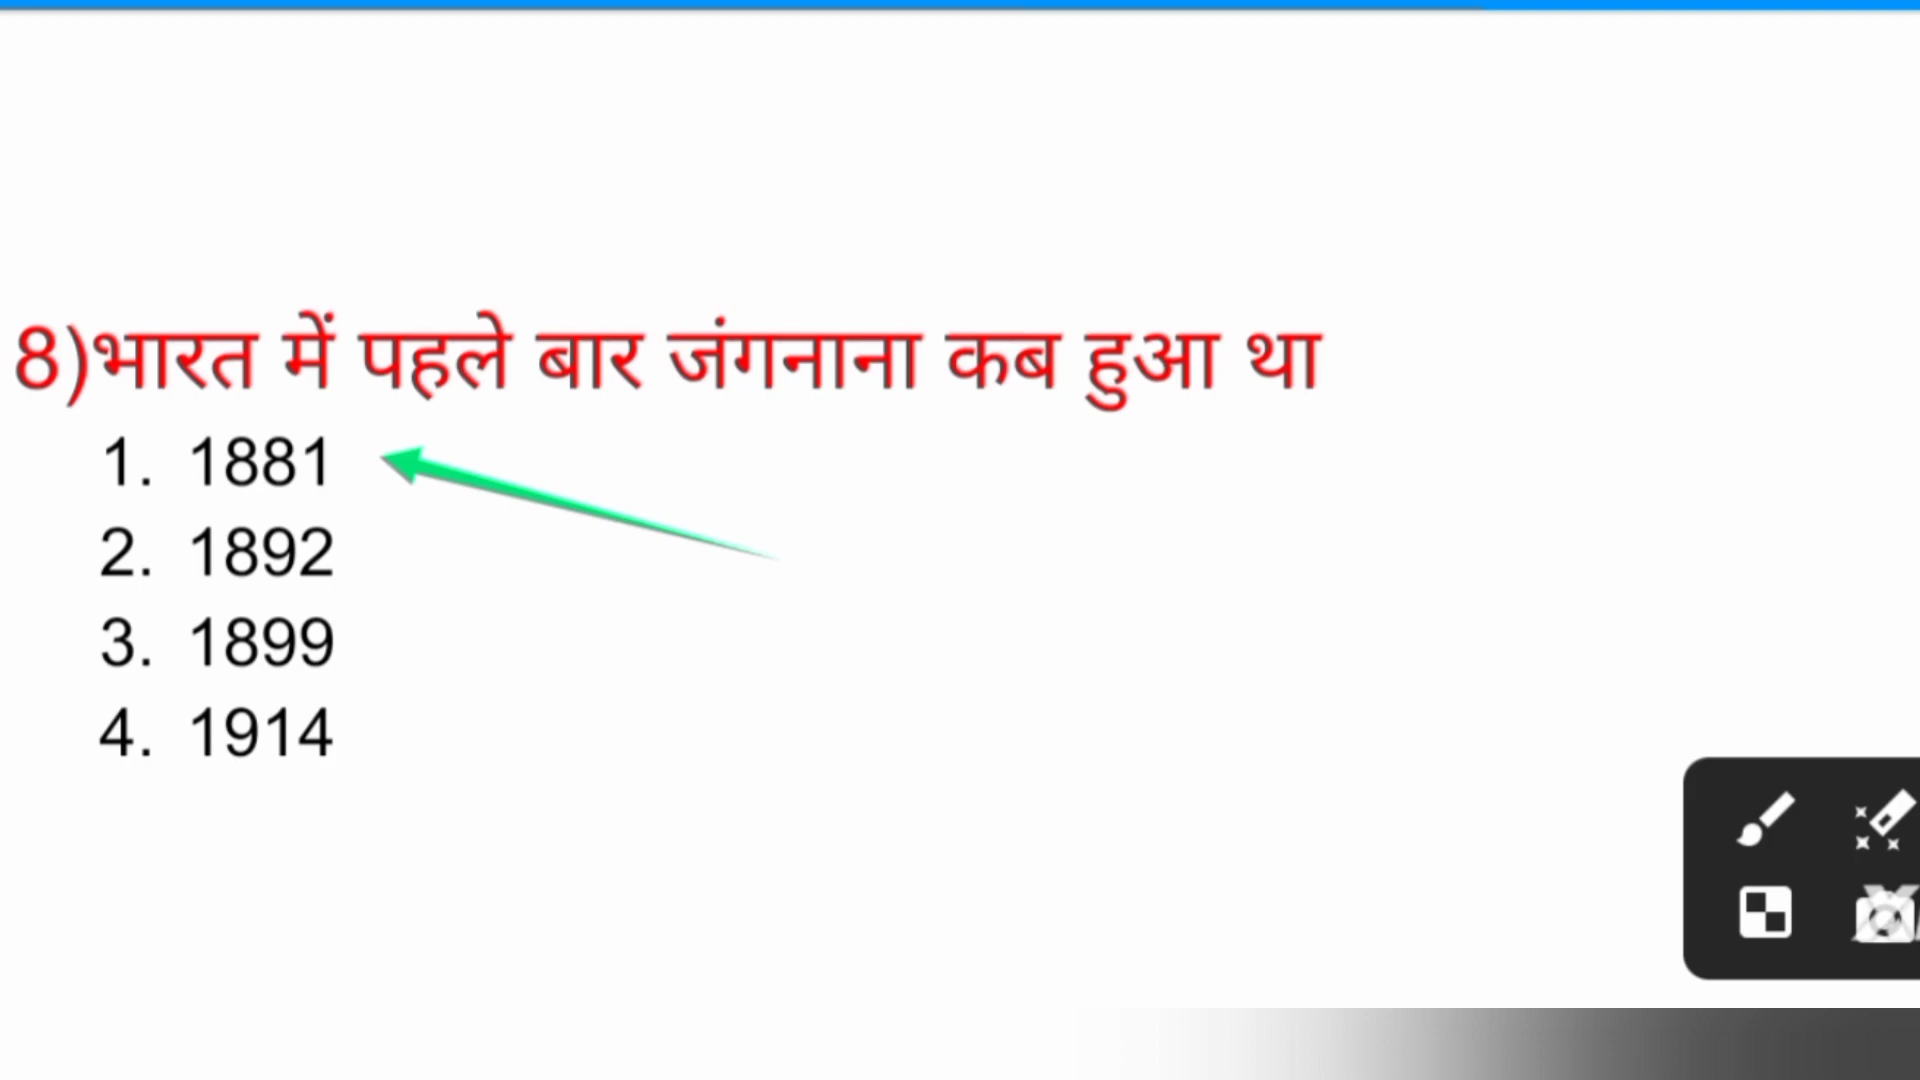 8)भारत में पहले बार जंगनाना कब हुआ था
1. 1881
2. 1892
3. 1899
4. 1914